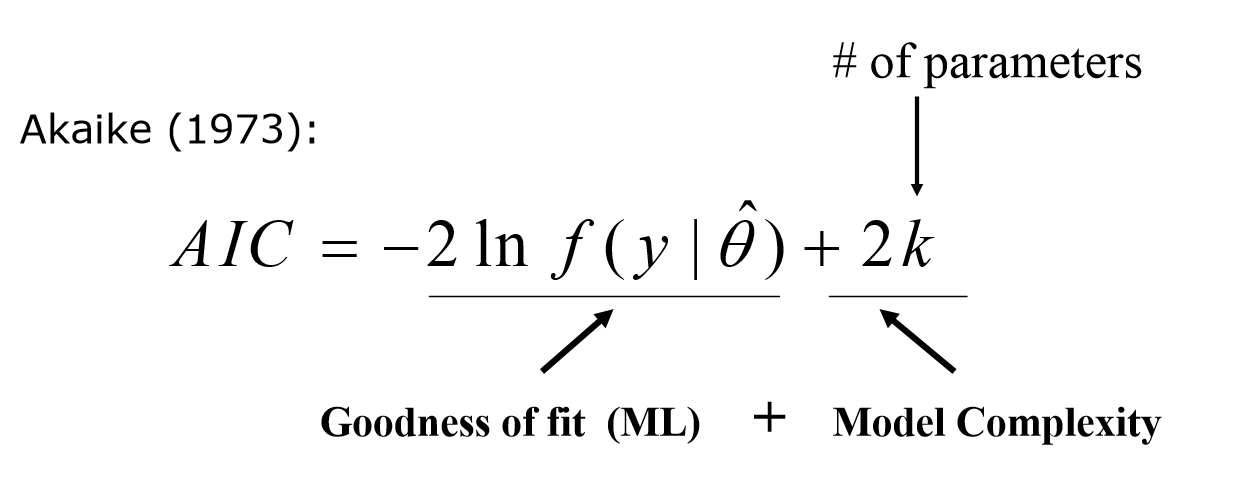 # of parameters
Akaike (1973):
AIC = −2 ln f(y | θ̂) + 2k
Goodness of fit (ML) + Model Complexity